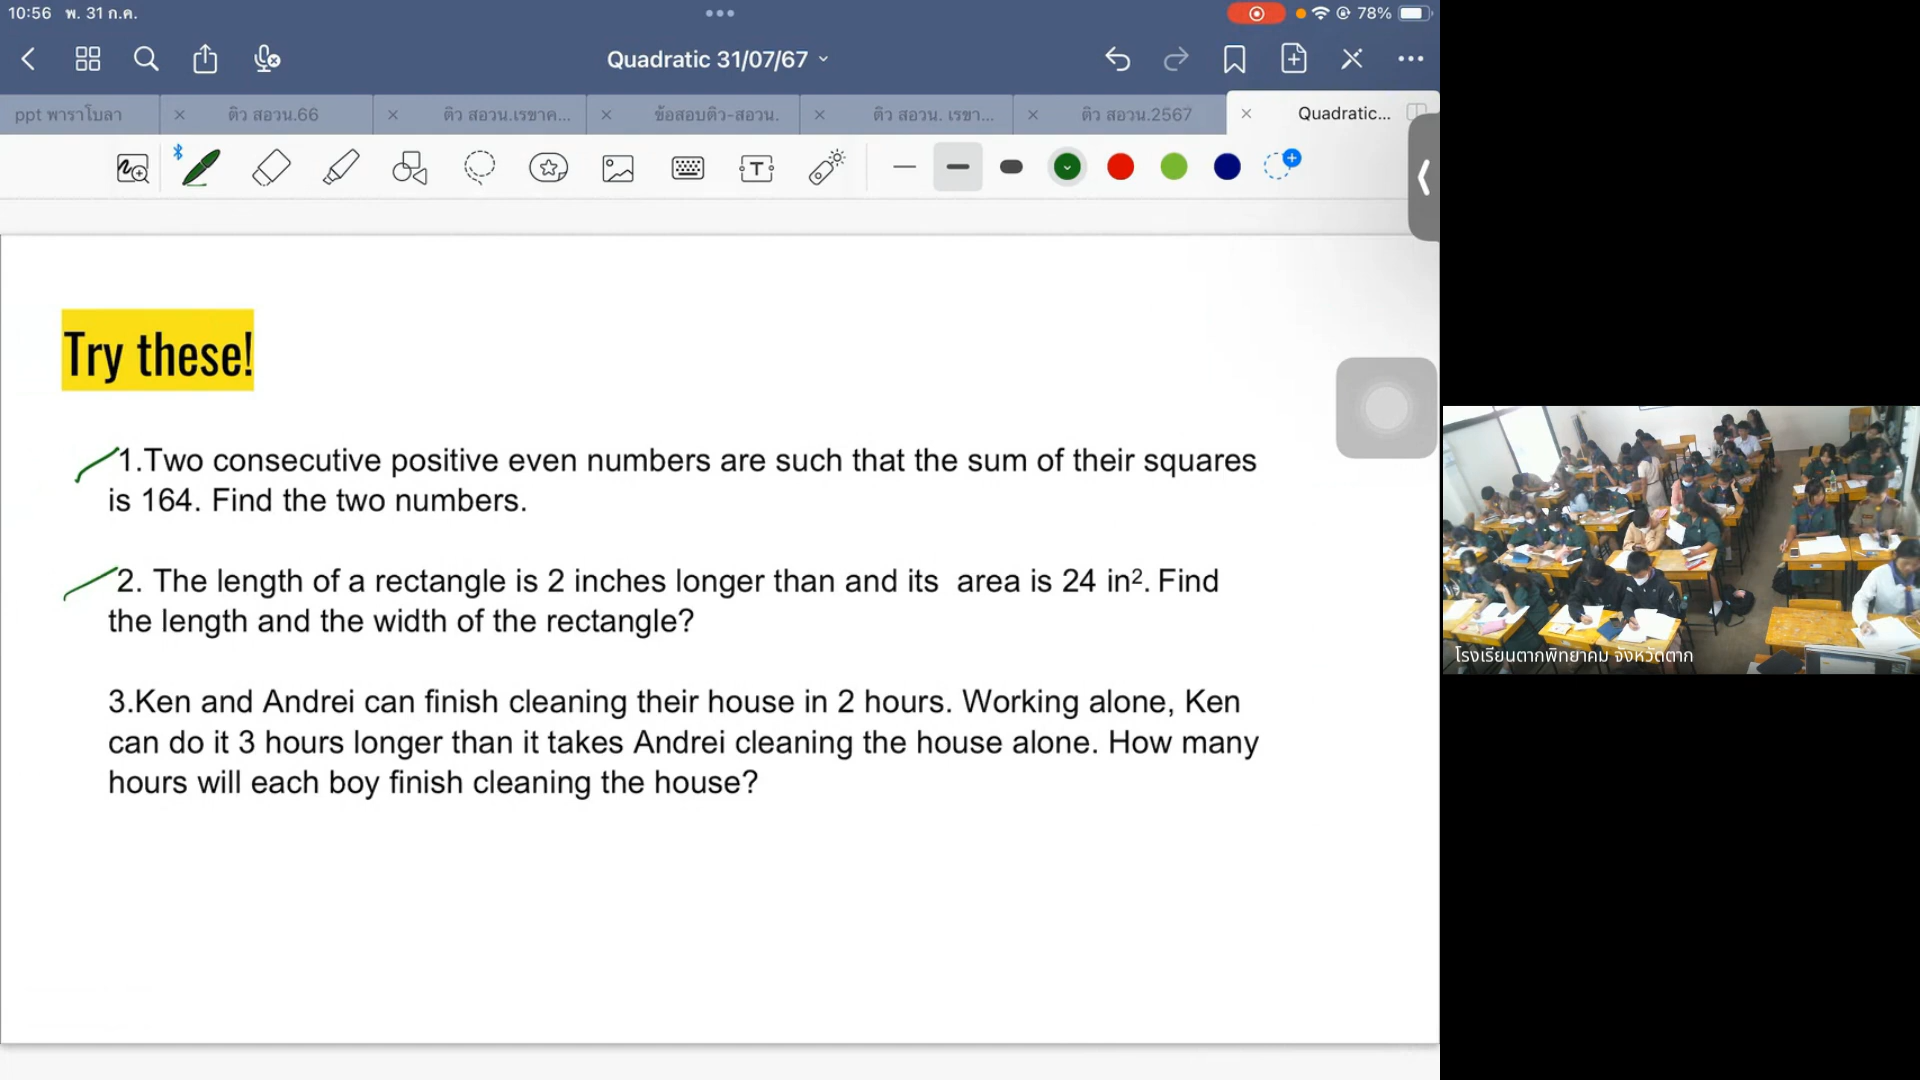 10:56 พ. 31 ก.ค.
78%
Quadratic 31/07/67
ppt พาราโบลา
ติว สอวน.66
ติว สอวน.เรขาค...
ข้อสอบติว-สอวน.
ติว สอวน. เรขา...
ติว สอวน.2567
Quadratic...
Try these!
1.Two consecutive positive even numbers are such that the sum of their squares
is 164. Find the two numbers.
2. The length of a rectangle is 2 inches longer than and its area is 24 in². Find
the length and the width of the rectangle?
3.Ken and Andrei can finish cleaning their house in 2 hours. Working alone, Ken
can do it 3 hours longer than it takes Andrei cleaning the house alone. How many
hours will each boy finish cleaning the house?
โรงเรียนตากพิทยาคม จังหวัดตาก